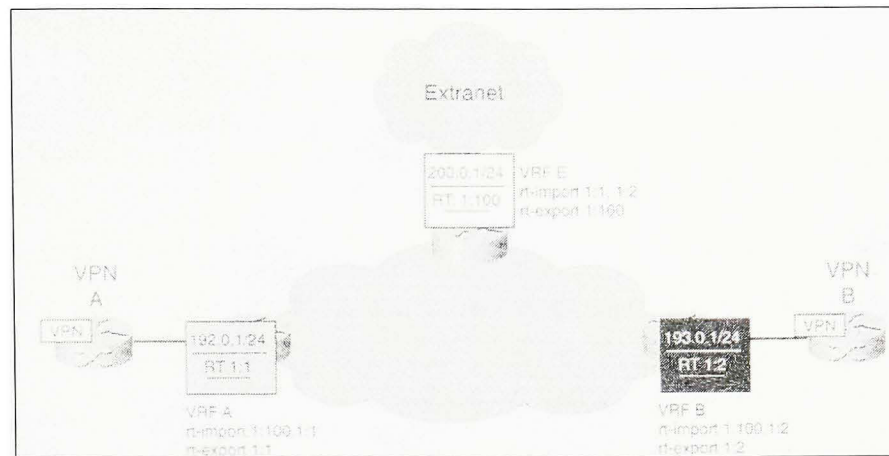 Extranet
200.0.1/24
RT: 1:100
VRF E
rt-import 1:1, 1:2
rt-export 1:100
VPN
A
VPN
192.0.1/24
RT 1:1
VRF A
rt-import 1:100,1:1
rt-export 1:1
193.0.1/24
RT 1:2
VRF B
rt-import 1:100,1:2
rt-export 1:2
VPN
B
VPN